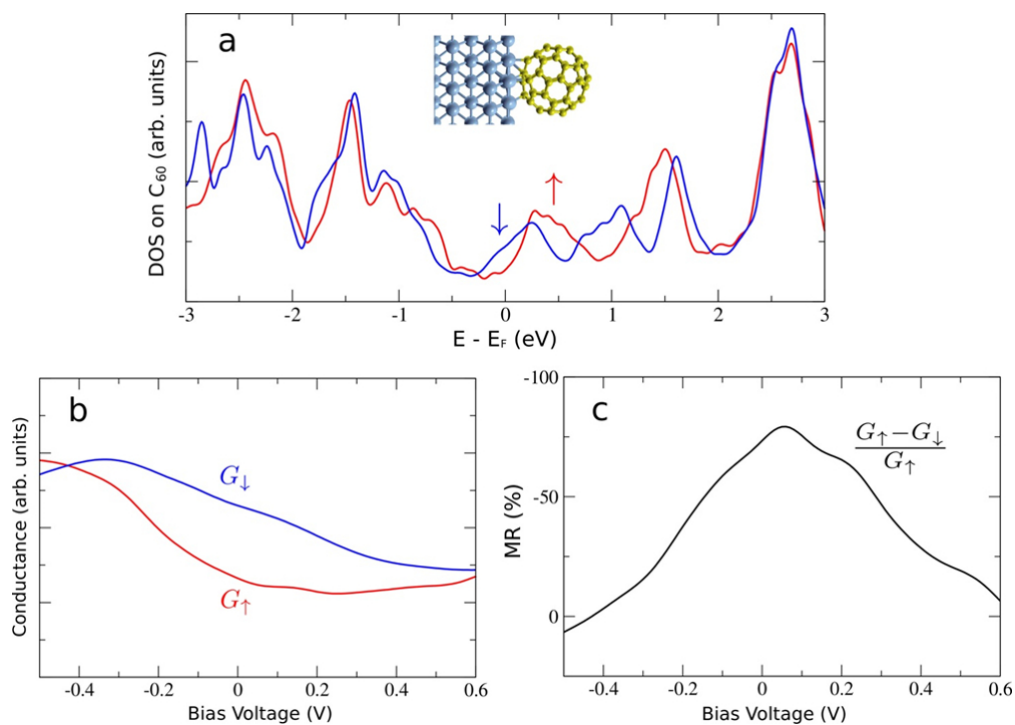 a
DOS on C₆₀ (arb. units)
↓
↑
-3
-2
-1
0
1
2
3
E - E_F (eV)
b
Conductance (arb. units)
G↓
G↑
-0.4
-0.2
0
0.2
0.4
0.6
Bias Voltage (V)
c
MR (%)
-100
-50
0
G↑−G↓
G↑
-0.4
-0.2
0
0.2
0.4
0.6
Bias Voltage (V)